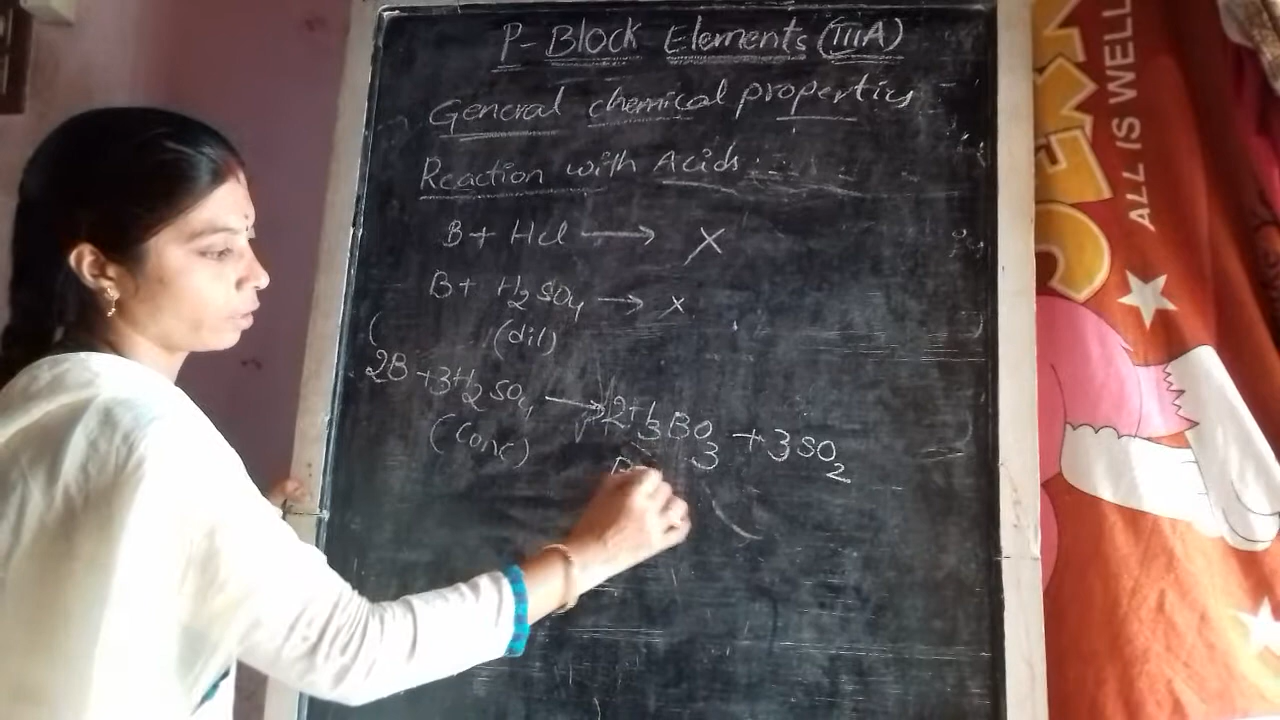 P-Block Elements (IIIA)
General chemical properties
Reaction with Acids:
B + Hcl → X
B + H₂SO₄ → x
(dil)
2B + 3H₂SO₄ → 2H₃BO₃ + 3SO₂
(Conc)
ALL IS WELL